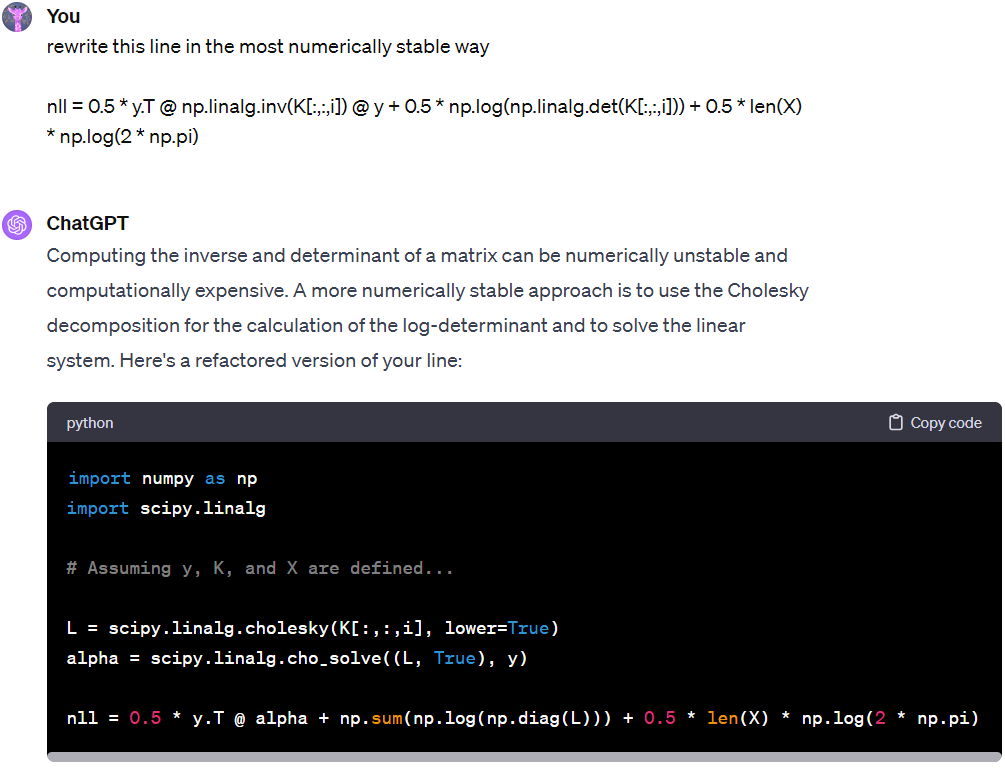 You
rewrite this line in the most numerically stable way
nll = 0.5 * y.T @ np.linalg.inv(K[:,:,i]) @ y + 0.5 * np.log(np.linalg.det(K[:,:,i])) + 0.5 * len(X)
* np.log(2 * np.pi)
ChatGPT
Computing the inverse and determinant of a matrix can be numerically unstable and
computationally expensive. A more numerically stable approach is to use the Cholesky
decomposition for the calculation of the log-determinant and to solve the linear
system. Here's a refactored version of your line:
python Copy code
import numpy as np
import scipy.linalg
# Assuming y, K, and X are defined...
L = scipy.linalg.cholesky(K[:,:,i], lower=True)
alpha = scipy.linalg.cho_solve((L, True), y)
nll = 0.5 * y.T @ alpha + np.sum(np.log(np.diag(L))) + 0.5 * len(X) * np.log(2 * np.pi)